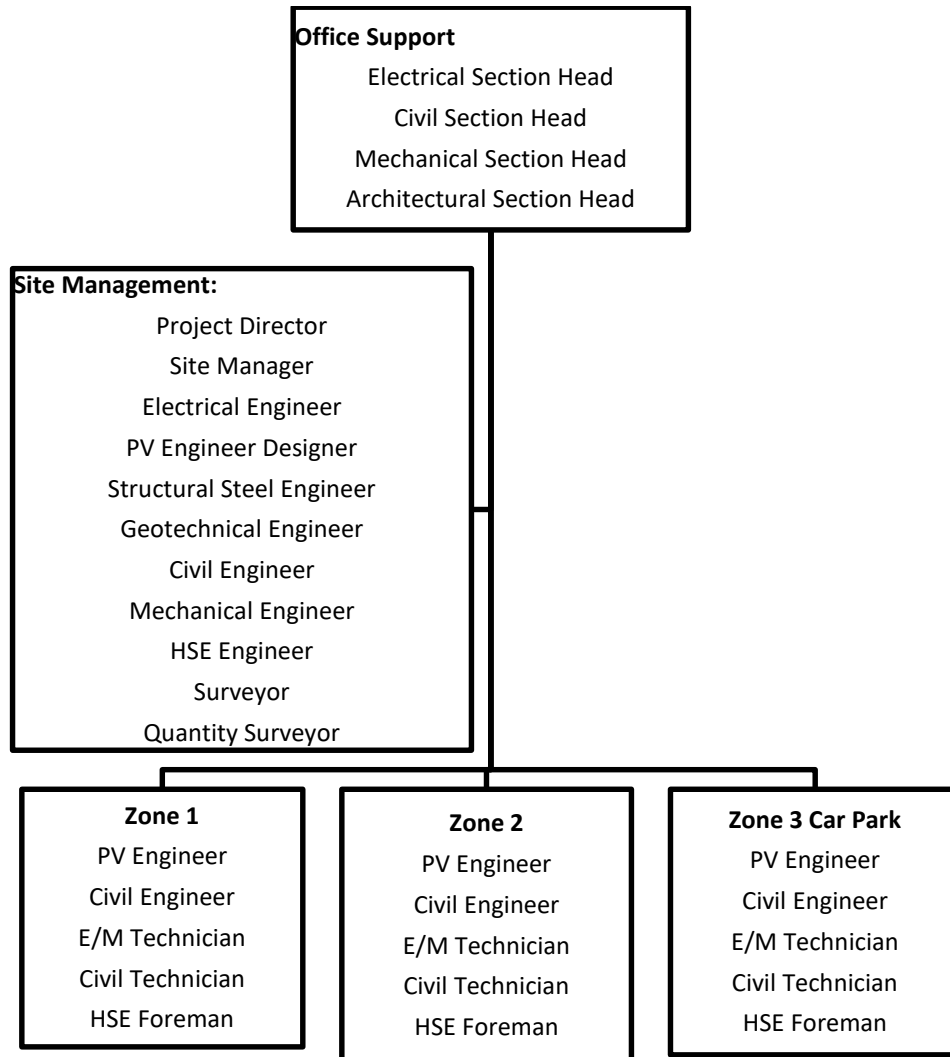 Office Support
Electrical Section Head
Civil Section Head
Mechanical Section Head
Architectural Section Head
Site Management:
Project Director
Site Manager
Electrical Engineer
PV Engineer Designer
Structural Steel Engineer
Geotechnical Engineer
Civil Engineer
Mechanical Engineer
HSE Engineer
Surveyor
Quantity Surveyor
Zone 1
PV Engineer
Civil Engineer
E/M Technician
Civil Technician
HSE Foreman
Zone 2
PV Engineer
Civil Engineer
E/M Technician
Civil Technician
HSE Foreman
Zone 3 Car Park
PV Engineer
Civil Engineer
E/M Technician
Civil Technician
HSE Foreman